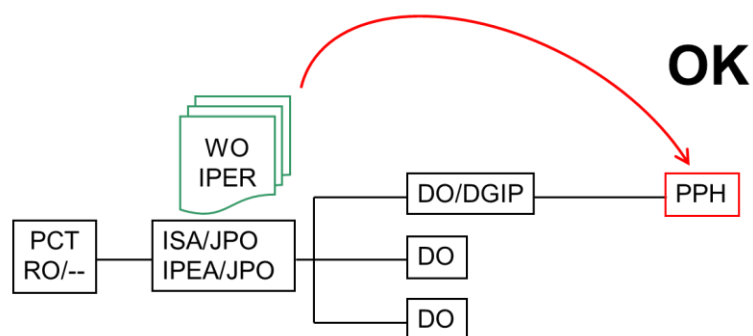 OK
WO
IPER
DO/DGIP
PPH
PCT
RO/--
ISA/JPO
IPEA/JPO
DO
DO